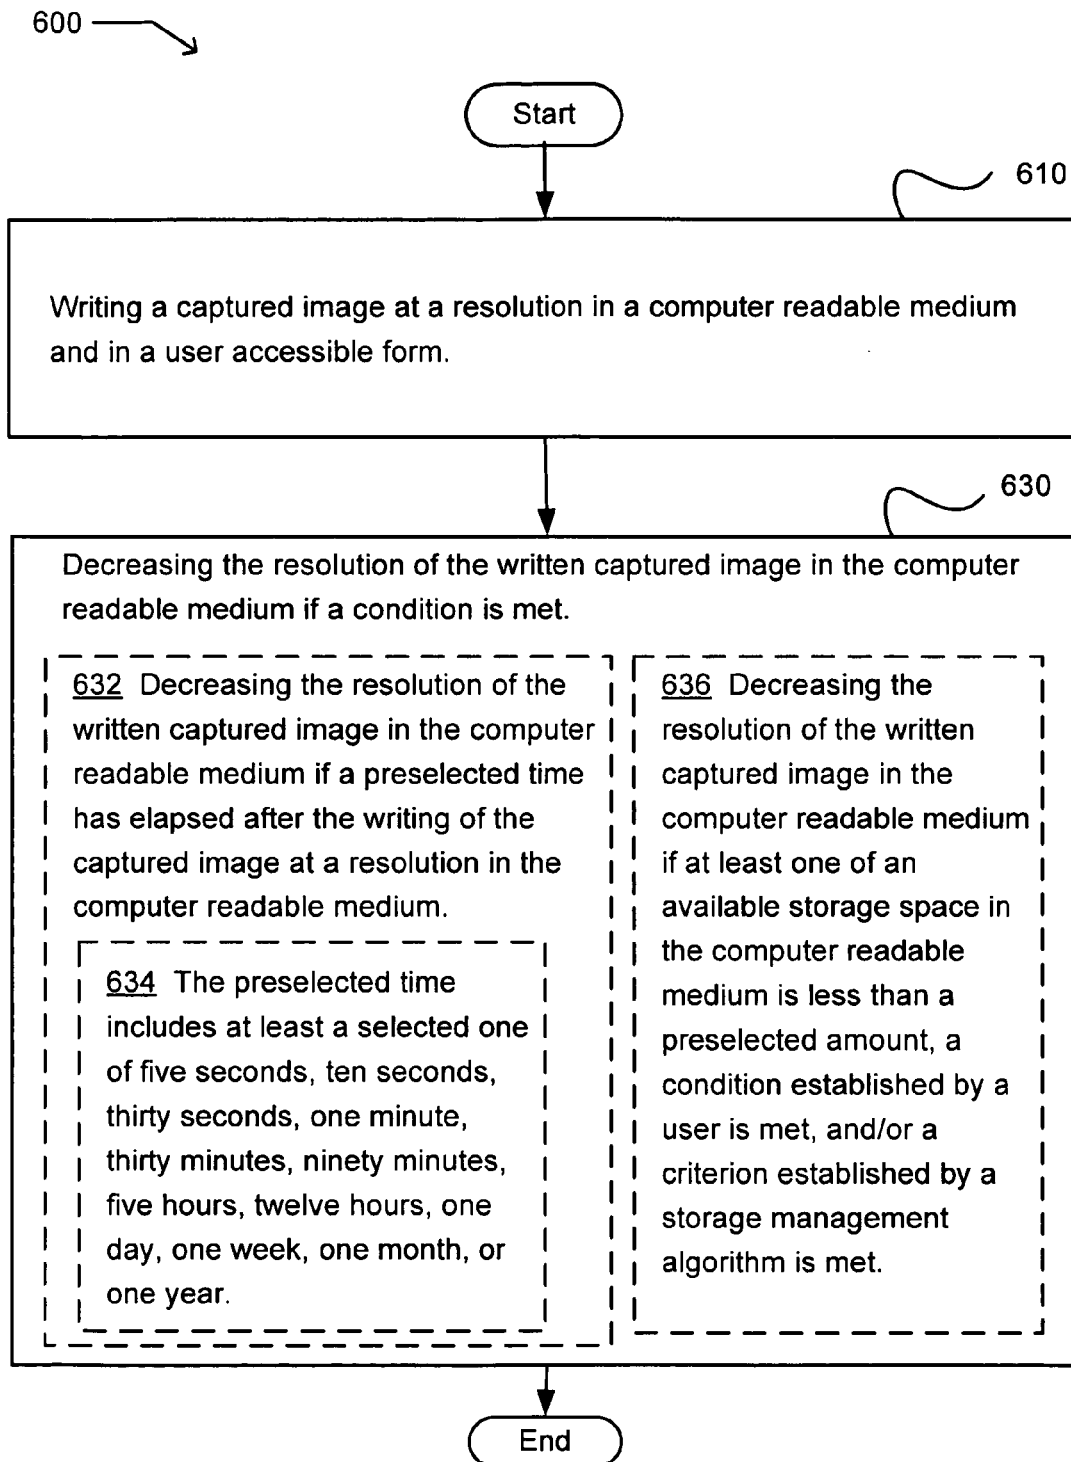 600
Start
610
Writing a captured image at a resolution in a computer readable medium
and in a user accessible form.
630
Decreasing the resolution of the written captured image in the computer
readable medium if a condition is met.
632 Decreasing the resolution of the
written captured image in the computer
readable medium if a preselected time
has elapsed after the writing of the
captured image at a resolution in the
computer readable medium.
634 The preselected time
includes at least a selected one
of five seconds, ten seconds,
thirty seconds, one minute,
thirty minutes, ninety minutes,
five hours, twelve hours, one
day, one week, one month, or
one year.
636 Decreasing the
resolution of the written
captured image in the
computer readable medium
if at least one of an
available storage space in
the computer readable
medium is less than a
preselected amount, a
condition established by a
user is met, and/or a
criterion established by a
storage management
algorithm is met.
End